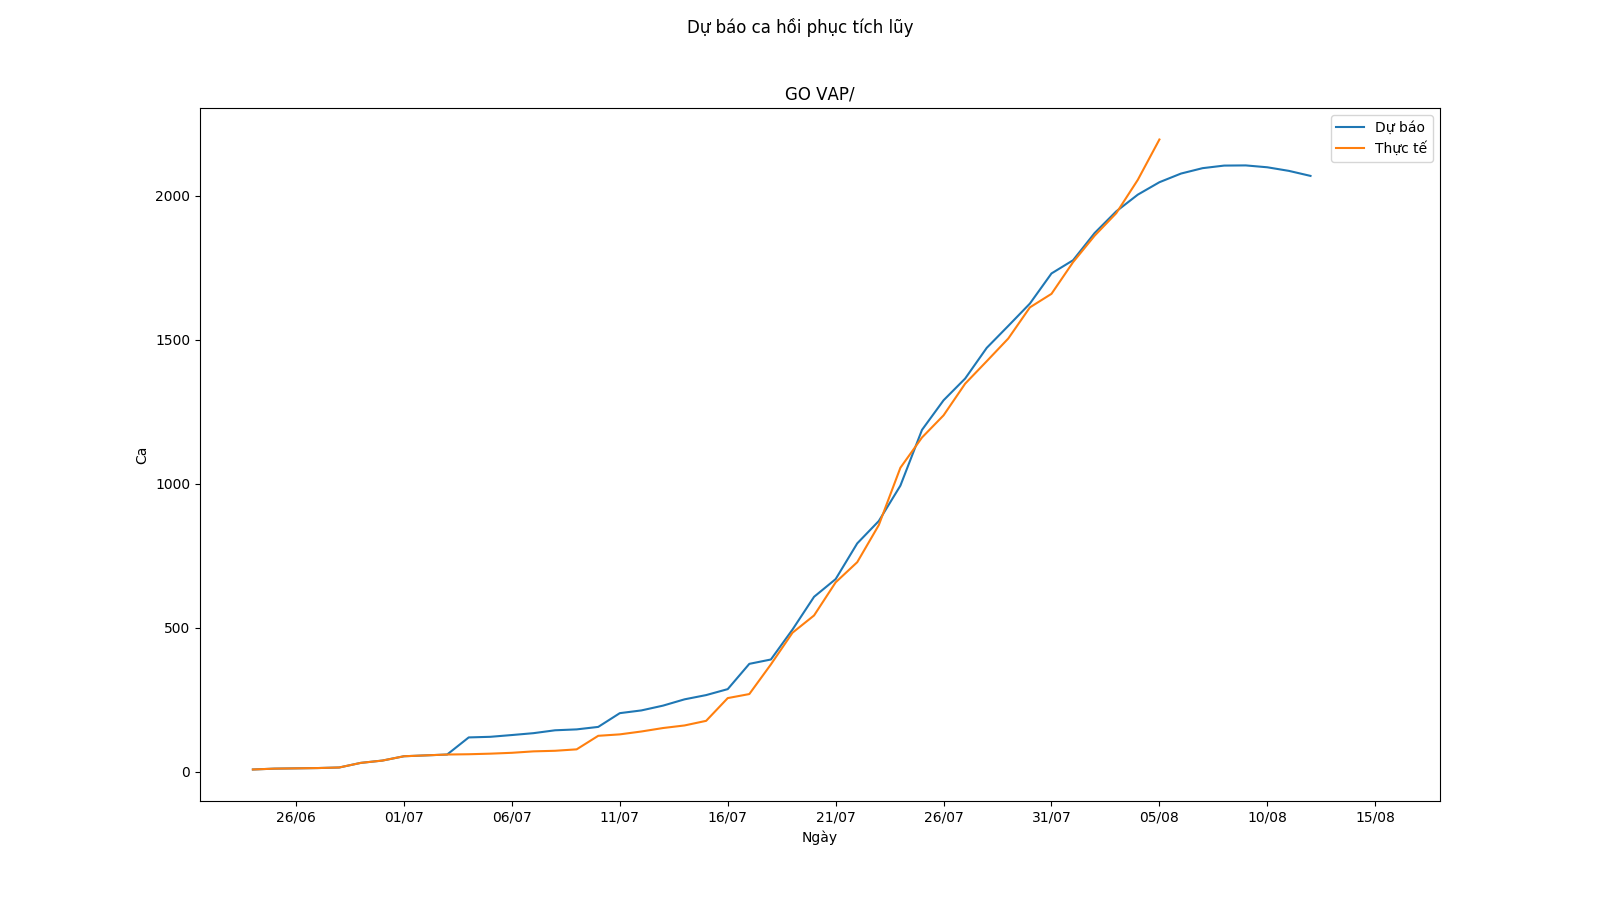 Dự báo ca hồi phục tích lũy
GO VAP/
Dự báo
Thực tế
2000
1500
1000
500
0
Ca
26/06
01/07
06/07
11/07
16/07
21/07
26/07
31/07
05/08
10/08
15/08
Ngày